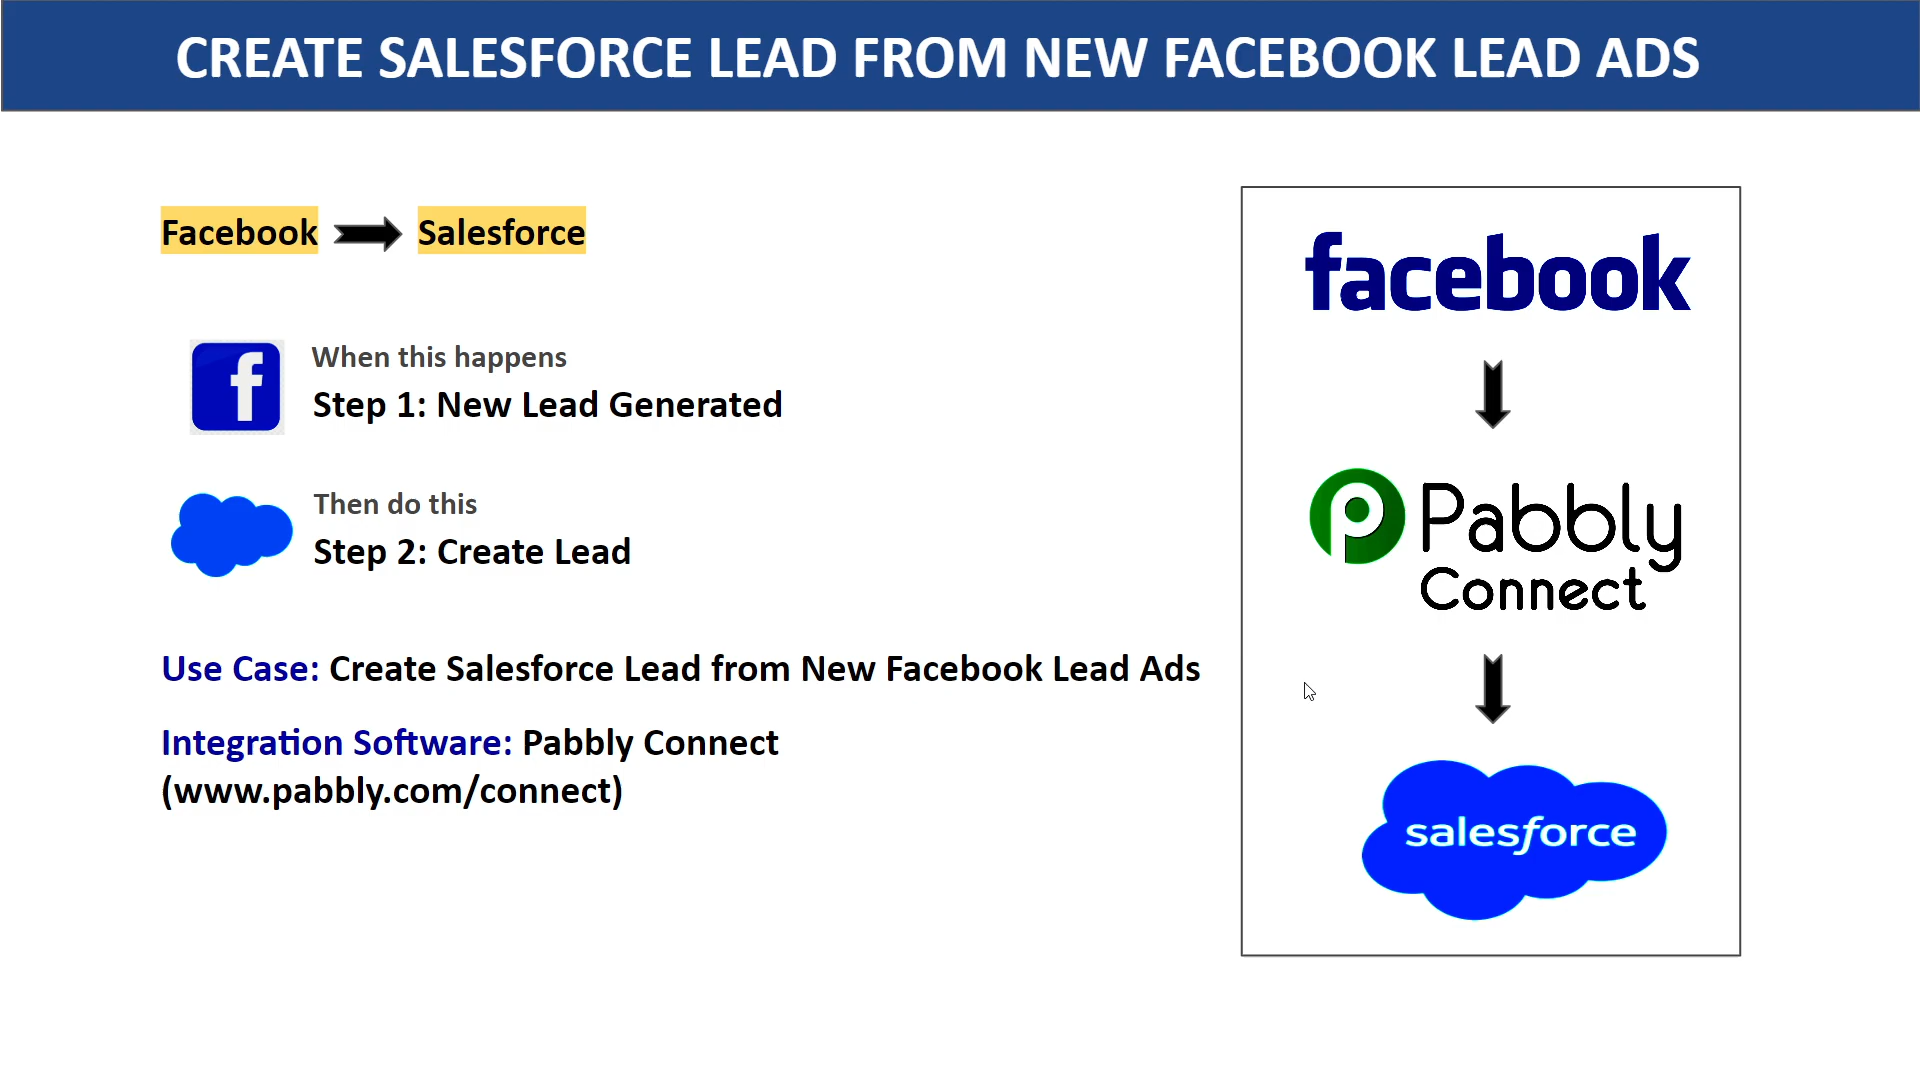 CREATE SALESFORCE LEAD FROM NEW FACEBOOK LEAD ADS
Facebook Salesforce
When this happens
Step 1: New Lead Generated
Then do this
Step 2: Create Lead
Use Case: Create Salesforce Lead from New Facebook Lead Ads
Integration Software: Pabbly Connect
(www.pabbly.com/connect)
facebook
Pabbly
Connect
salesforce